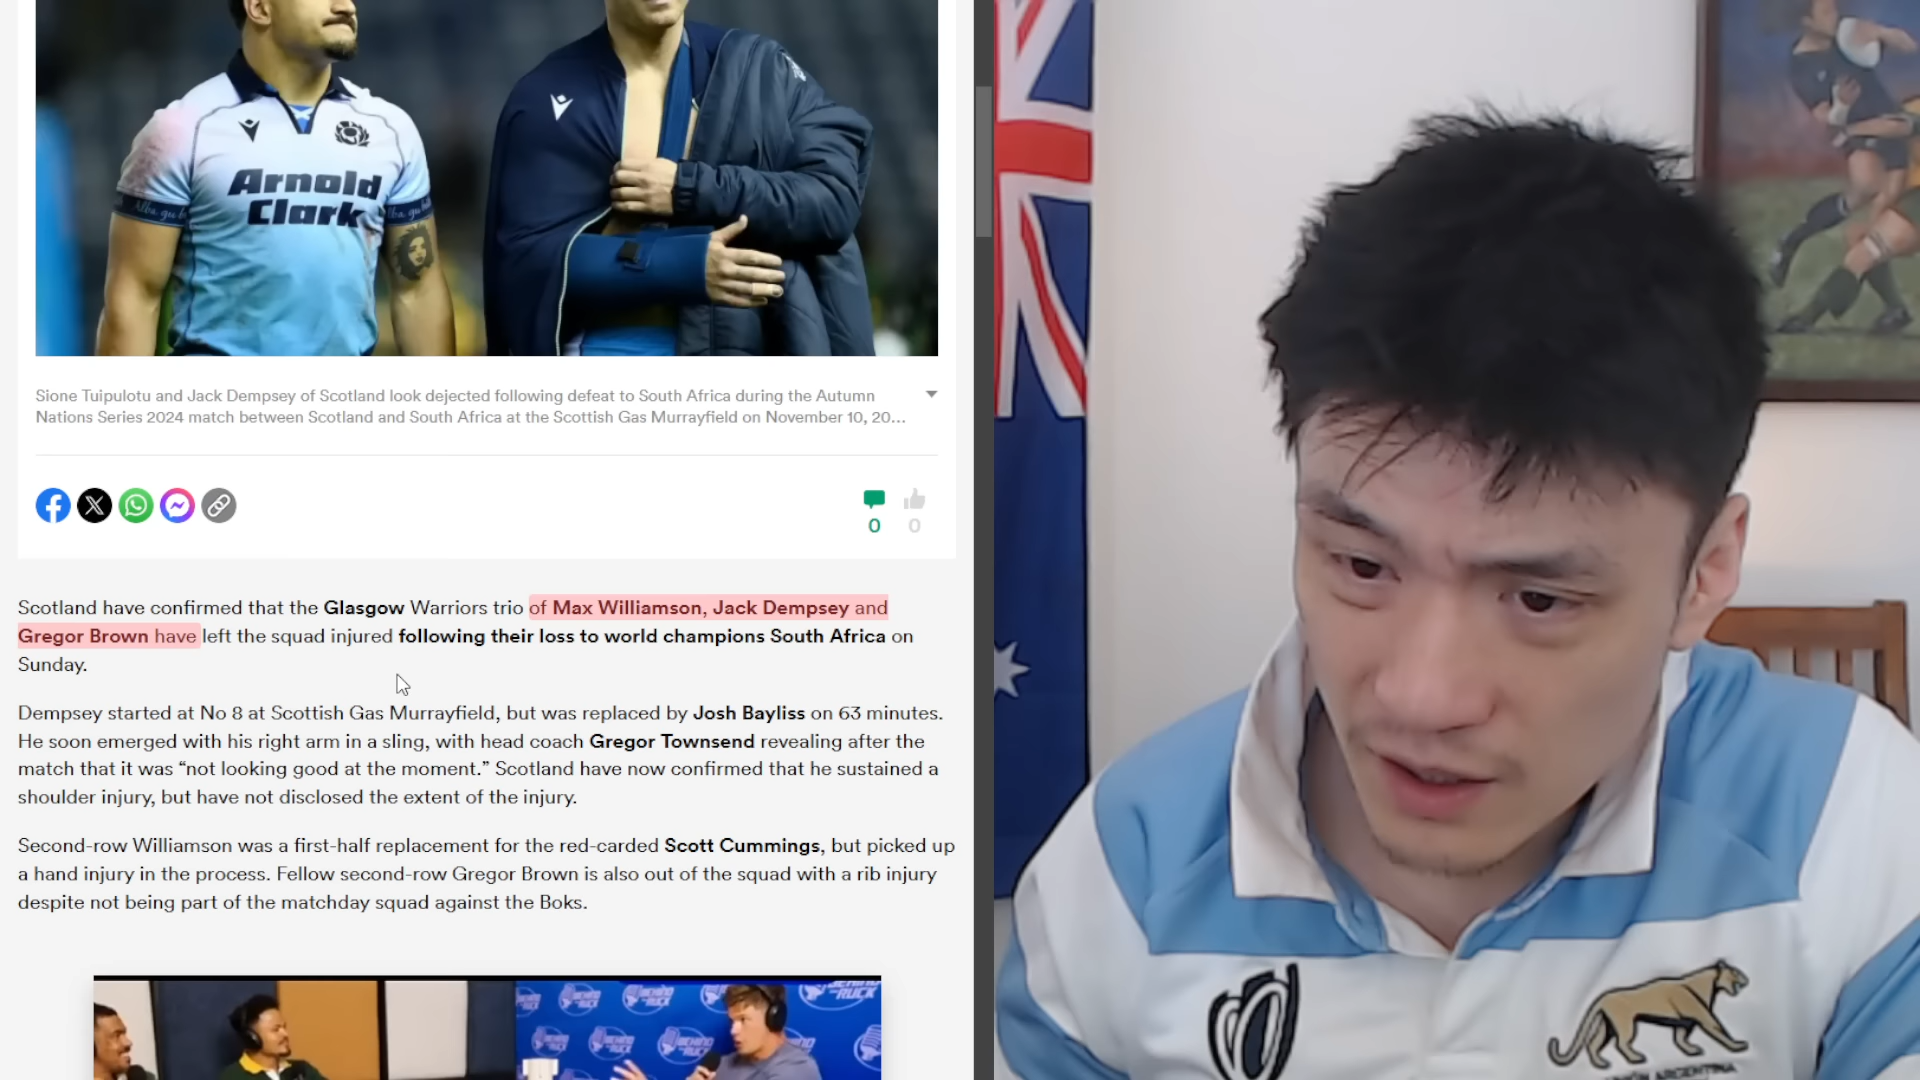 Arnold
Clark
Alba gu b
lba gu b
Sione Tuipulotu and Jack Dempsey of Scotland look dejected following defeat to South Africa during the Autumn
Nations Series 2024 match between Scotland and South Africa at the Scottish Gas Murrayfield on November 10, 20...
0
0
Scotland have confirmed that the Glasgow Warriors trio of Max Williamson, Jack Dempsey and
Gregor Brown have left the squad injured following their loss to world champions South Africa on
Sunday.
Dempsey started at No 8 at Scottish Gas Murrayfield, but was replaced by Josh Bayliss on 63 minutes.
He soon emerged with his right arm in a sling, with head coach Gregor Townsend revealing after the
match that it was “not looking good at the moment.” Scotland have now confirmed that he sustained a
shoulder injury, but have not disclosed the extent of the injury.
Second-row Williamson was a first-half replacement for the red-carded Scott Cummings, but picked up
a hand injury in the process. Fellow second-row Gregor Brown is also out of the squad with a rib injury
despite not being part of the matchday squad against the Boks.
BEHIND
RUCK
ARGENTINA